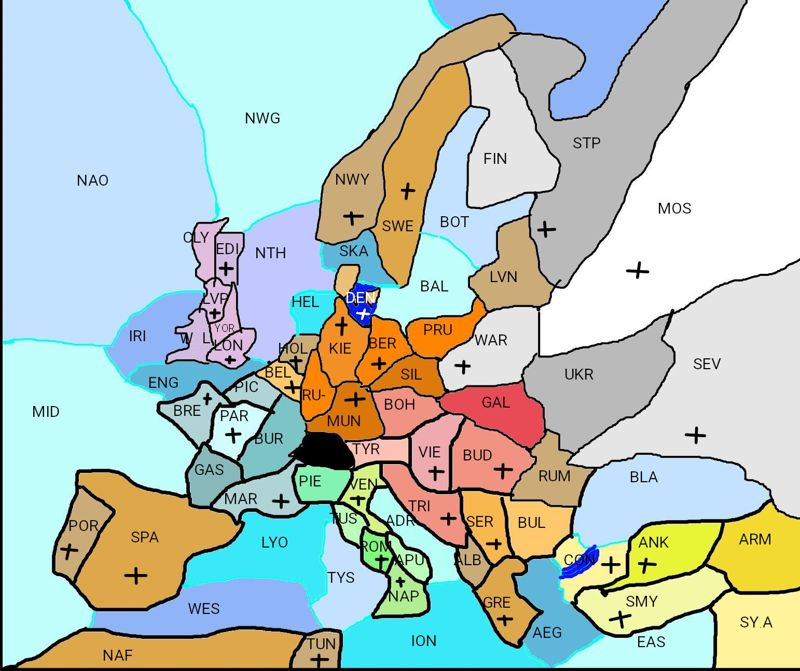 NWG
STP
FIN
NAO
NWY
MOS
BOT
SWE
CLY
EDI
NTH
SKA
LVN
BAL
LVP
HEL
DEN
YOR
PRU
IRI
W L
LON
HOL
KIE
BER
WAR
SEV
BEL
SIL
UKR
ENG
PIC
RU-
MID
BRE
PAR
MUN
BOH
GAL
BUR
TYR
VIE
BUD
GAS
PIE
VEN
RUM
BLA
MAR
TRI
POR
SPA
TUS
ADR
SER
BUL
LYO
ROM
APU
ALB
CON
ANK
ARM
TYS
NAP
WES
GRE
SMY
SY.A
AEG
ION
EAS
NAF
TUN